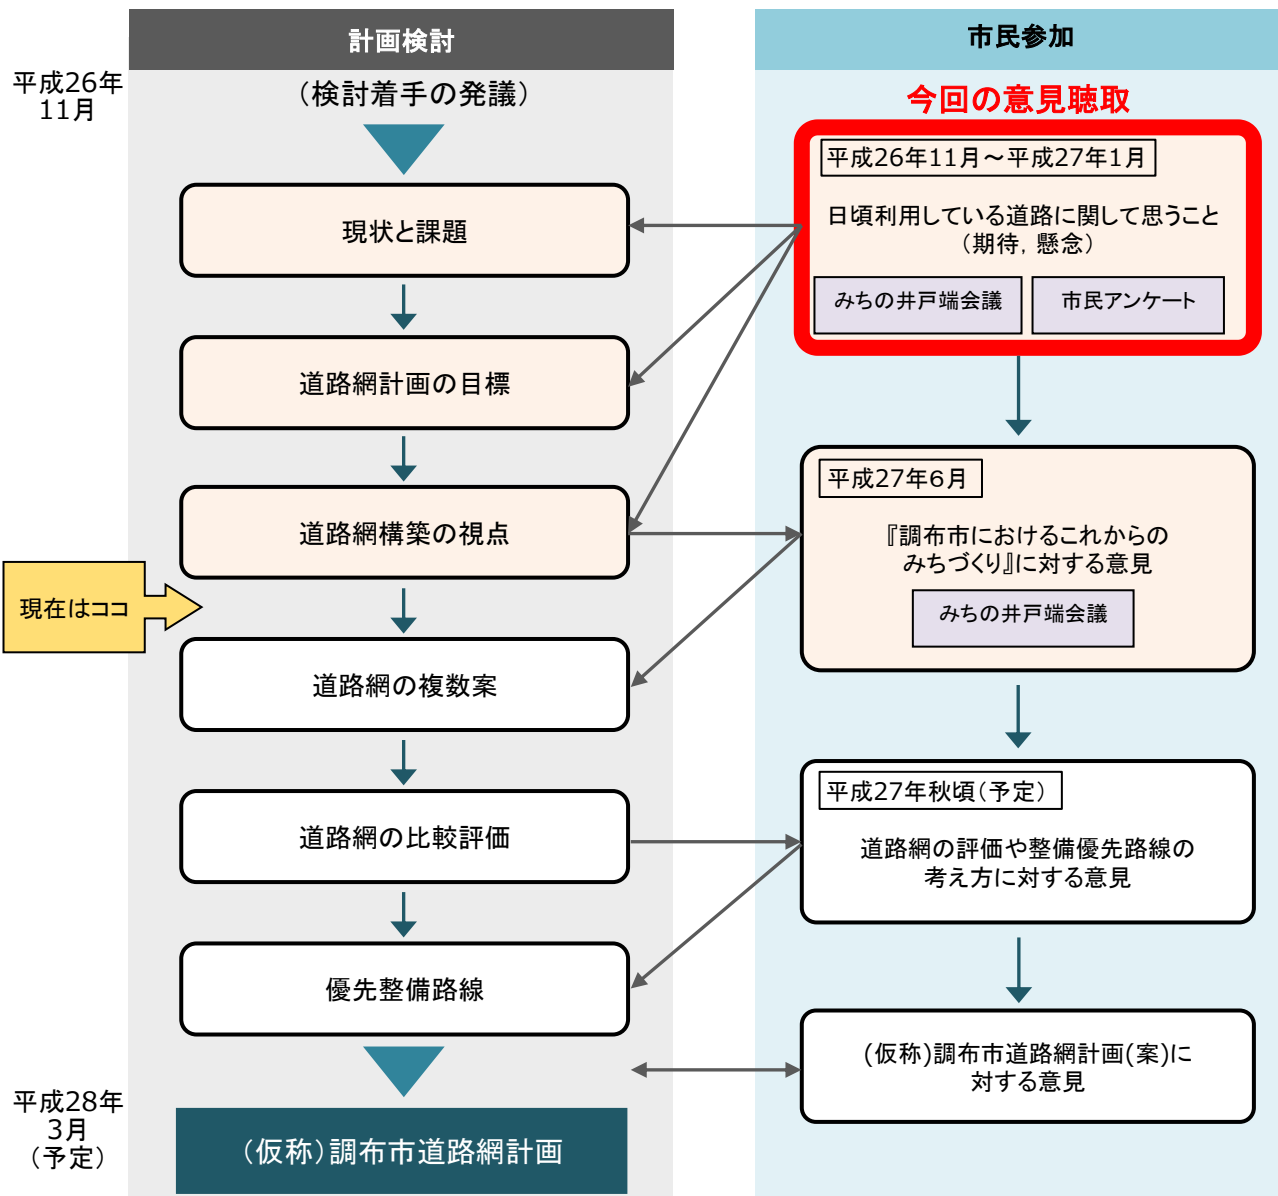 計画検討
平成26年
11月
（検討着手の発議）
現状と課題
道路網計画の目標
道路網構築の視点
現在はココ
道路網の複数案
道路網の比較評価
優先整備路線
平成28年
3月
（予定）
（仮称）調布市道路網計画
市民参加
今回の意見聴取
平成26年11月～平成27年1月
日頃利用している道路に関して思うこと
（期待，懸念）
みちの井戸端会議
市民アンケート
平成27年6月
『調布市におけるこれからの
みちづくり』に対する意見
みちの井戸端会議
平成27年秋頃（予定）
道路網の評価や整備優先路線の
考え方に対する意見
(仮称)調布市道路網計画(案)に
対する意見